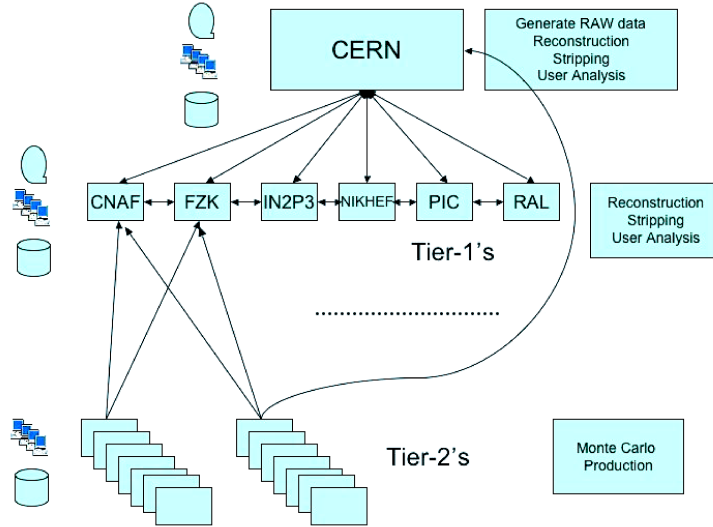 CERN
Generate RAW data
Reconstruction
Stripping
User Analysis
CNAF
FZK
IN2P3
NIKHEF
PIC
RAL
Reconstruction
Stripping
User Analysis
Tier-1's
Tier-2's
Monte Carlo
Production